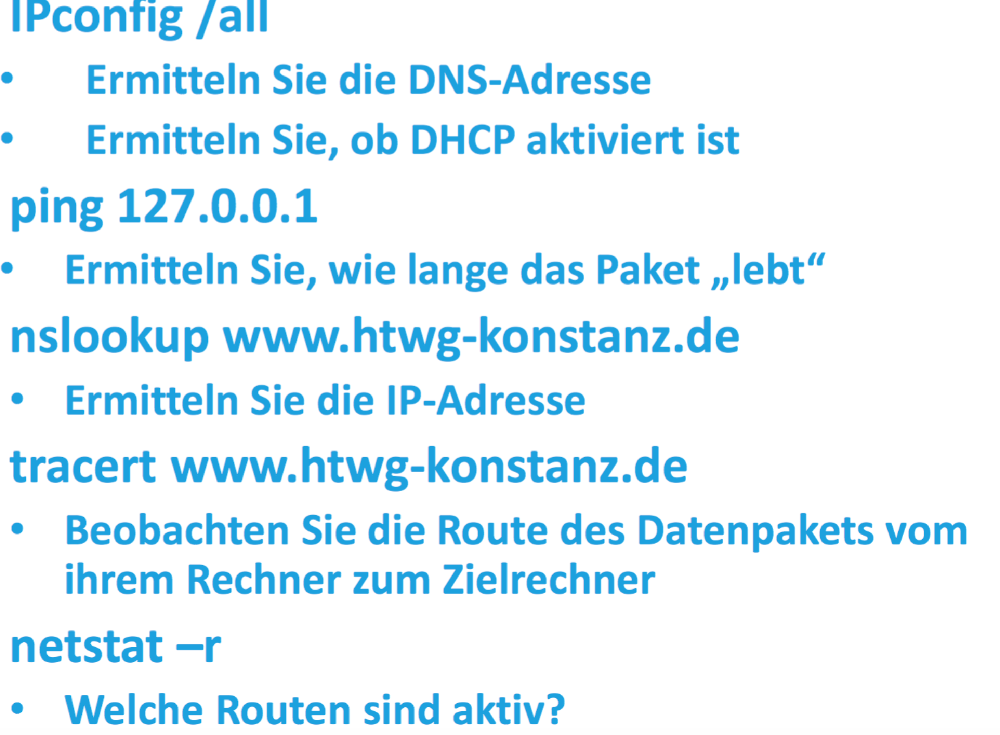 IPconfig /all
• Ermitteln Sie die DNS-Adresse
• Ermitteln Sie, ob DHCP aktiviert ist
ping 127.0.0.1
• Ermitteln Sie, wie lange das Paket „lebt“
nslookup www.htwg-konstanz.de
• Ermitteln Sie die IP-Adresse
tracert www.htwg-konstanz.de
• Beobachten Sie die Route des Datenpakets vom
ihrem Rechner zum Zielrechner
netstat –r
• Welche Routen sind aktiv?